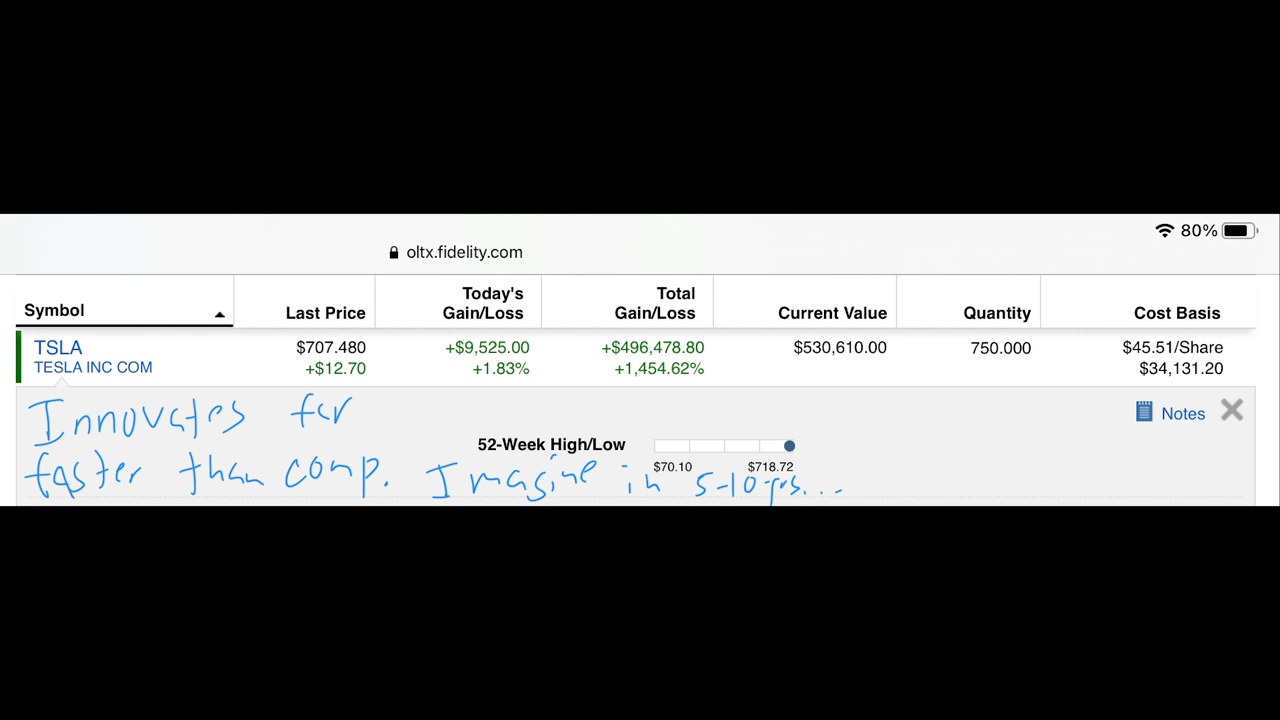 80%
oltx.fidelity.com
Symbol Last Price Today's Gain/Loss Total Gain/Loss Current Value Quantity Cost Basis
TSLA $707.480 +$9,525.00 +$496,478.80 $530,610.00 750.000 $45.51/Share
TESLA INC COM +$12.70 +1.83% +1,454.62% $34,131.20
Innovates far
Notes
52-Week High/Low
$70.10 $718.72
faster than comp. Imagine in 5-10 yrs...